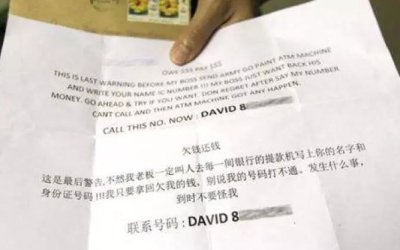 OWE $$$ PAY $$$
THIS IS LAST WARNING BEFORE MY BOSS SEND ARMY GO PAINT ATM MACHINE
AND WRITE YOUR NAME IC NUMBER !!! MY BOSS JUST WANT BACK HIS
MONEY. GO AHEAD & TRY IF YOU WANT. DON REGRET AFTER SAY MY NUMBER
CANT CALL AND THEN ATM MACHINE GOT ANY HAPPEN.
CALL THIS NO. NOW : DAVID 8
欠钱还钱
这是最后警告,不然我老板一定叫人去每一间银行的提款机写上你的名字和
身份证号码!!!我只要拿回欠我的钱,别说我的号码打不通。发生什么事,
到时不要怪我
联系号码 : DAVID 8